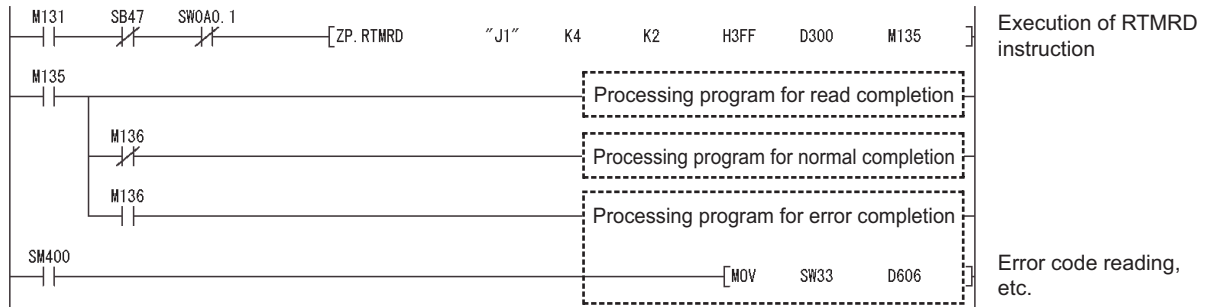 M131 SB47 SW0A0.1
[ZP.RTMRD "J1" K4 K2 H3FF D300 M135 ]
Execution of RTMRD
instruction
M135
Processing program for read completion
M136
Processing program for normal completion
M136
Processing program for error completion
SM400
[MOV SW33 D606 ]
Error code reading,
etc.